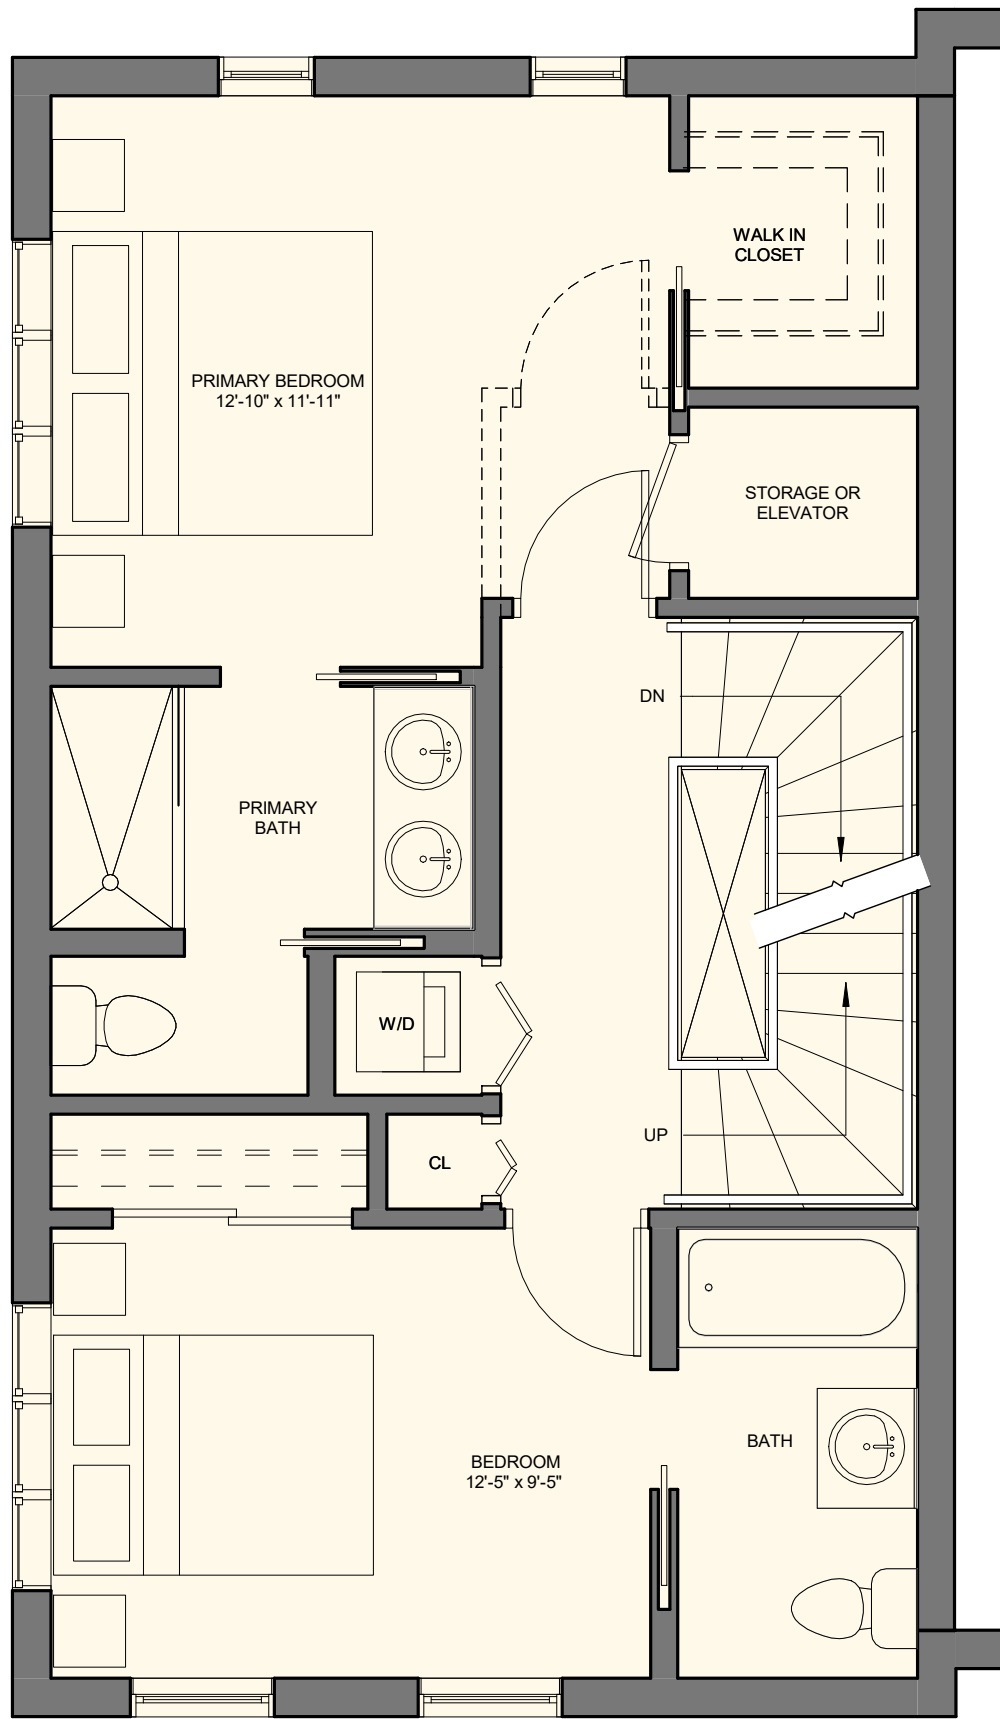 WALK IN
CLOSET
PRIMARY BEDROOM
12'-10" x 11'-11"
STORAGE OR
ELEVATOR
DN
PRIMARY
BATH
W/D
UP
CL
BATH
BEDROOM
12'-5" x 9'-5"